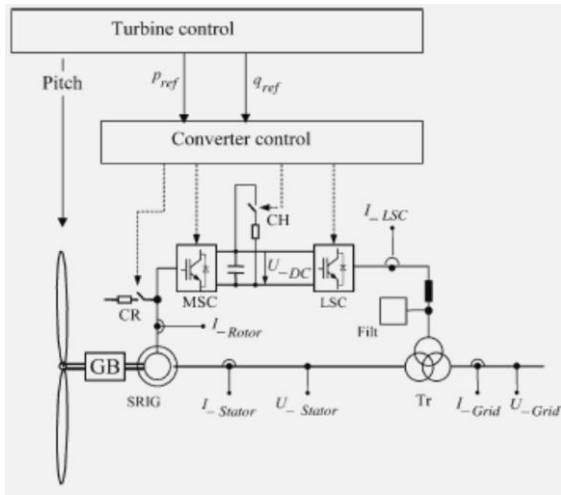 Turbine control
Pitch
p_ref
q_ref
Converter control
I_LSC
CH
U_DC
MSC
LSC
CR
I_Rotor
Filt
GB
SRIG
I_Stator
U_Stator
Tr
I_Grid
U_Grid